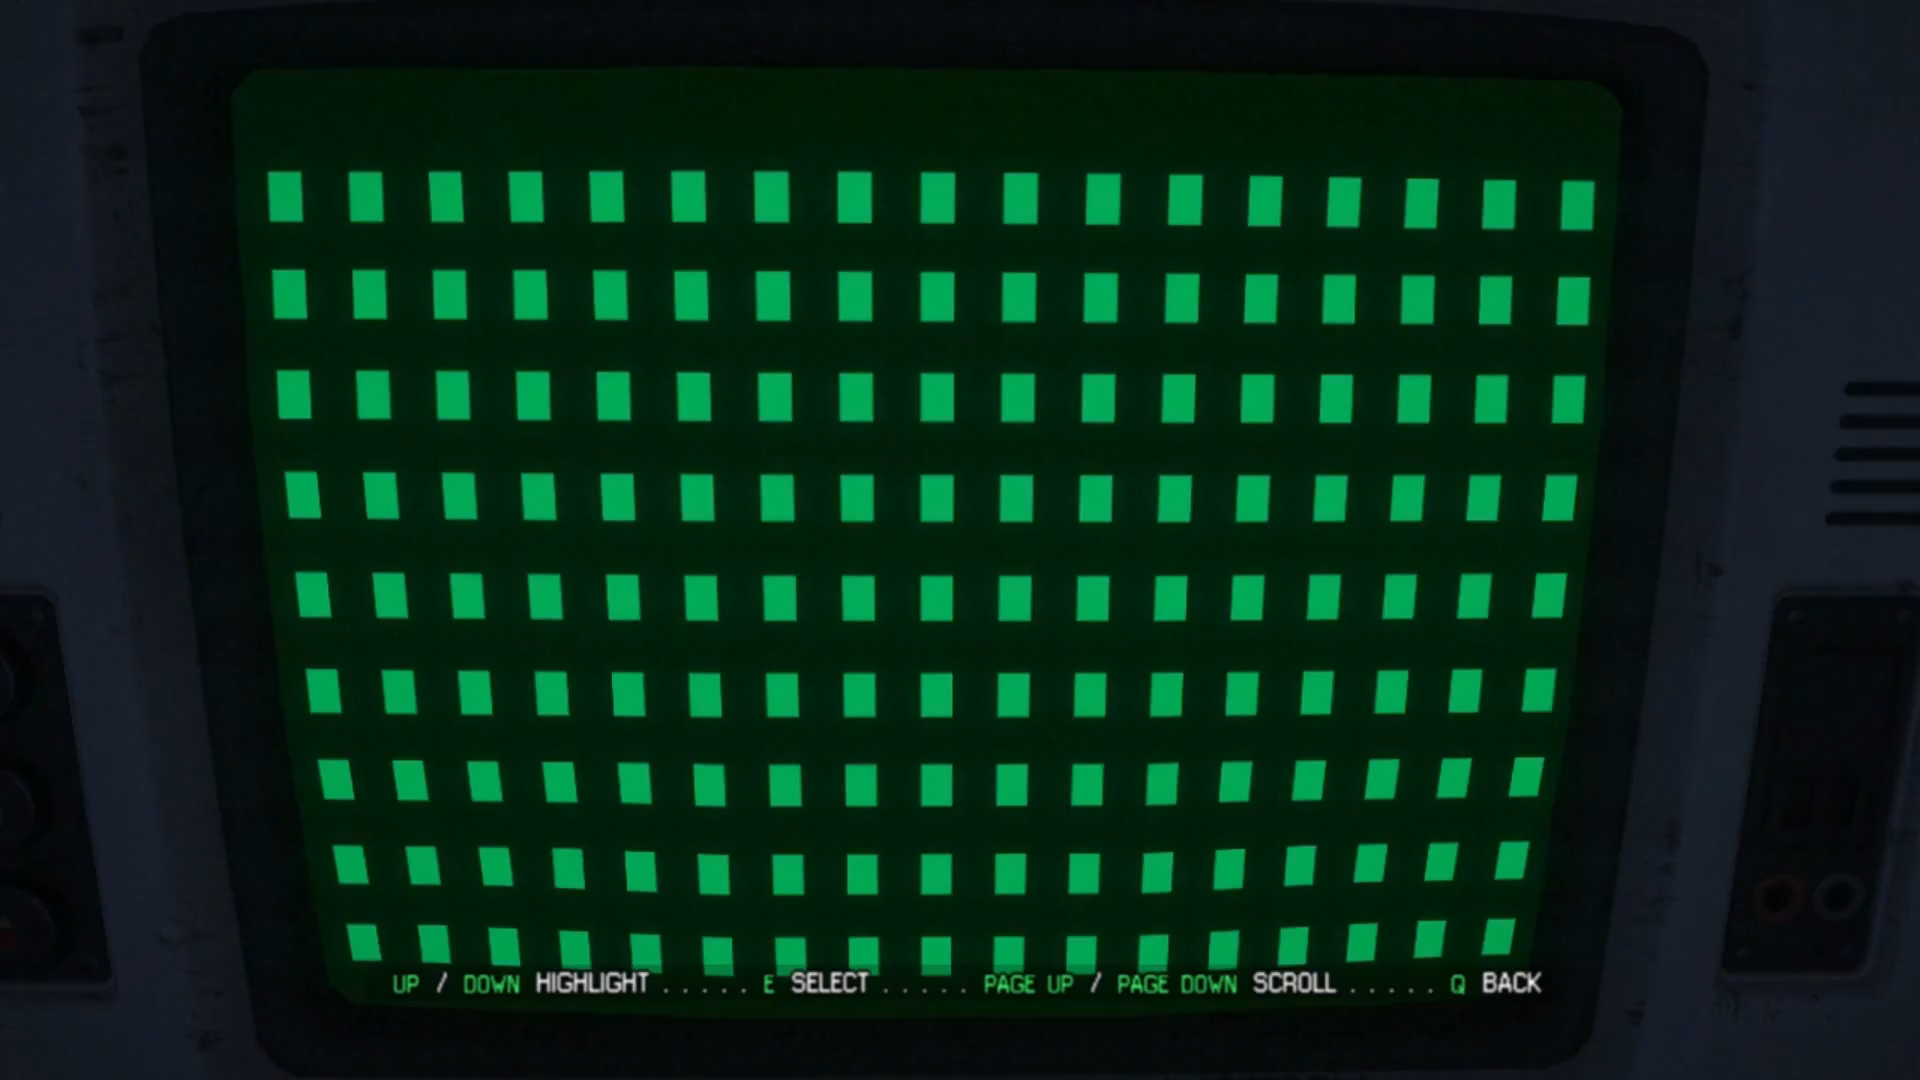 UP / DOWN HIGHLIGHT ..... E SELECT ..... PAGE UP / PAGE DOWN SCROLL ..... Q BACK